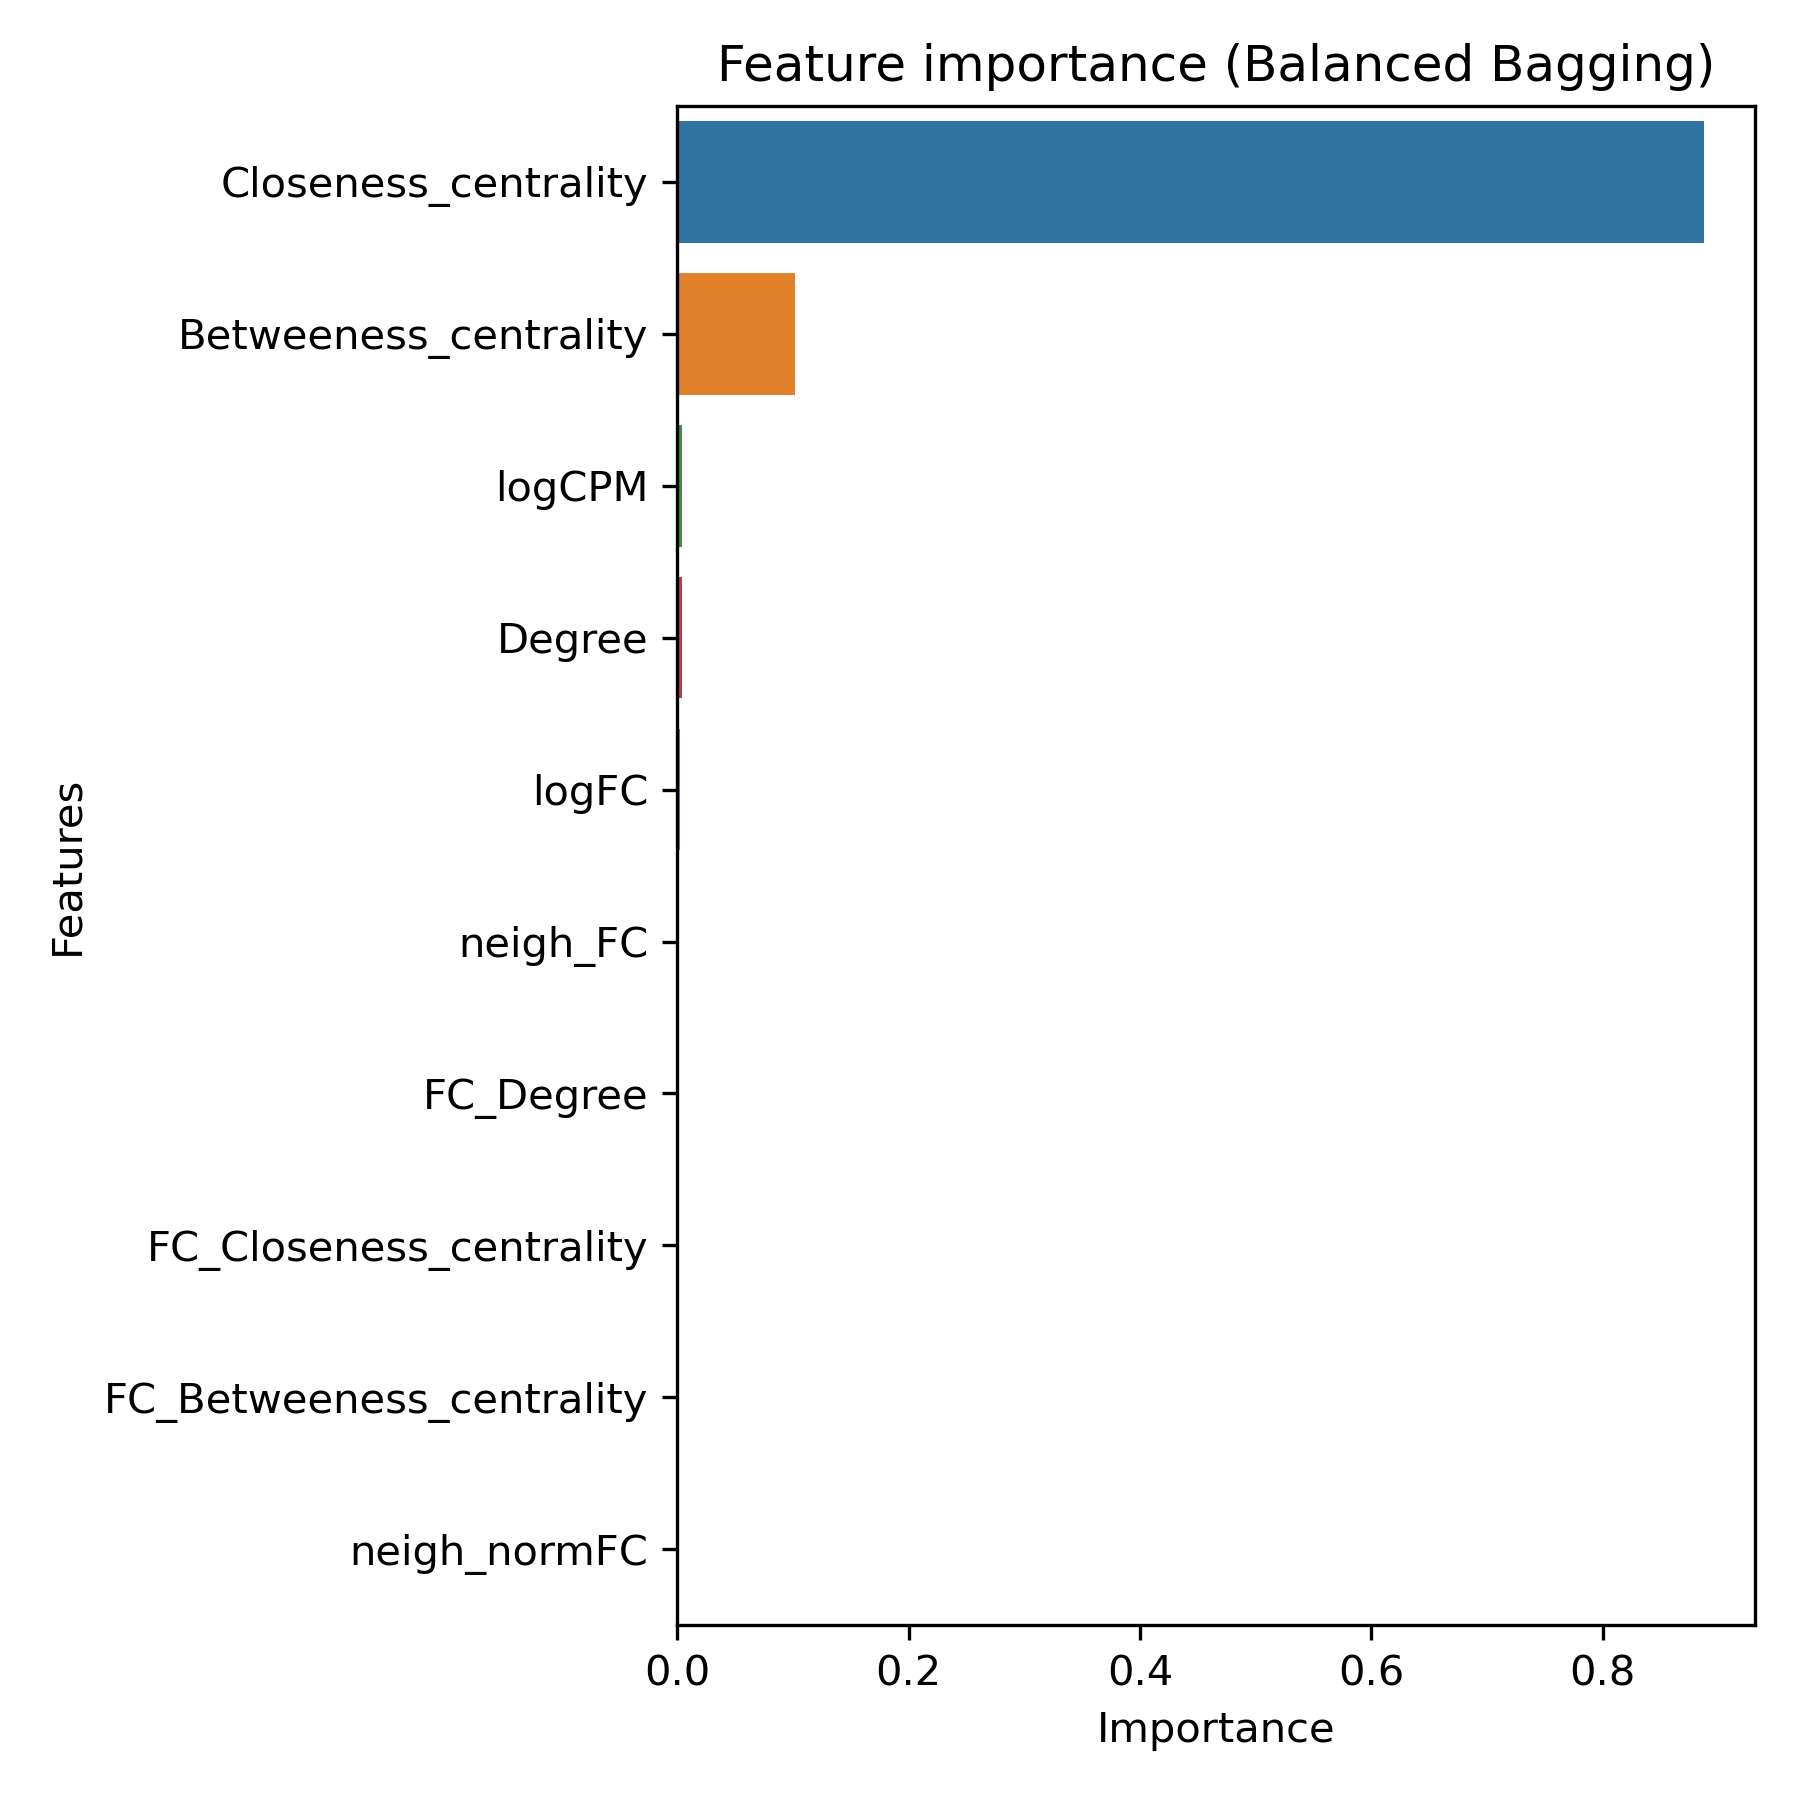 Feature importance (Balanced Bagging)
Closeness_centrality
Betweeness_centrality
logCPM
Degree
logFC
neigh_FC
FC_Degree
FC_Closeness_centrality
FC_Betweeness_centrality
neigh_normFC
Features
0.0 0.2 0.4 0.6 0.8
Importance